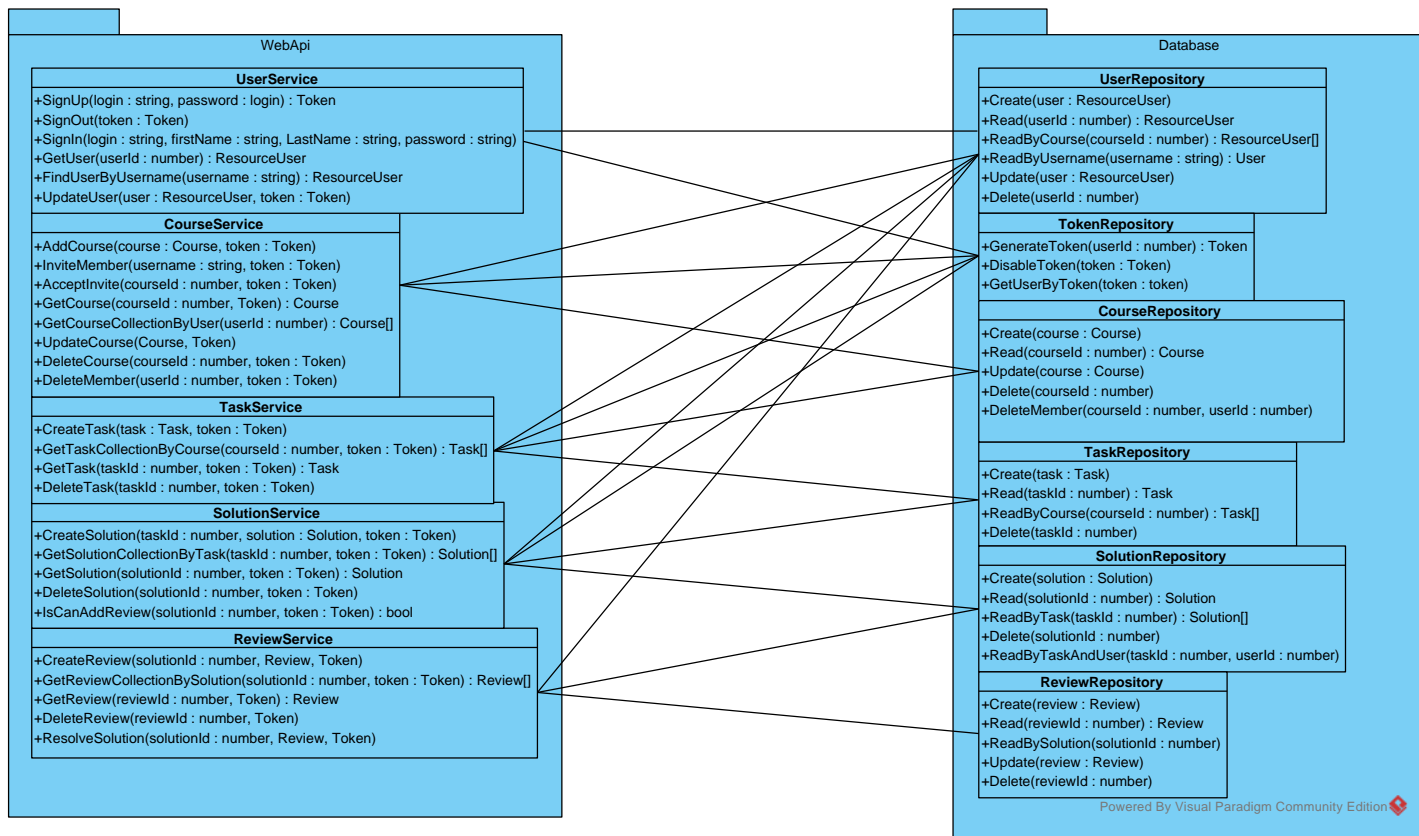 WebApi
UserService
+SignUp(login : string, password : login) : Token
+SignOut(token : Token)
+SignIn(login : string, firstName : string, LastName : string, password : string)
+GetUser(userId : number) : ResourceUser
+FindUserByUsername(username : string) : ResourceUser
+UpdateUser(user : ResourceUser, token : Token)
CourseService
+AddCourse(course : Course, token : Token)
+InviteMember(username : string, token : Token)
+AcceptInvite(courseId : number, token : Token)
+GetCourse(courseId : number, Token) : Course
+GetCourseCollectionByUser(userId : number) : Course[]
+UpdateCourse(Course, Token)
+DeleteCourse(courseId : number, token : Token)
+DeleteMember(userId : number, token : Token)
TaskService
+CreateTask(task : Task, token : Token)
+GetTaskCollectionByCourse(courseId : number, token : Token) : Task[]
+GetTask(taskId : number, token : Token) : Task
+DeleteTask(taskId : number, token : Token)
SolutionService
+CreateSolution(taskId : number, solution : Solution, token : Token)
+GetSolutionCollectionByTask(taskId : number, token : Token) : Solution[]
+GetSolution(solutionId : number, token : Token) : Solution
+DeleteSolution(solutionId : number, token : Token)
+IsCanAddReview(solutionId : number, token : Token) : bool
ReviewService
+CreateReview(solutionId : number, Review, Token)
+GetReviewCollectionBySolution(solutionId : number, token : Token) : Review[]
+GetReview(reviewId : number, Token) : Review
+DeleteReview(reviewId : number, Token)
+ResolveSolution(solutionId : number, Review, Token)
Database
UserRepository
+Create(user : ResourceUser)
+Read(userId : number) : ResourceUser
+ReadByCourse(courseId : number) : ResourceUser[]
+ReadByUsername(username : string) : User
+Update(user : ResourceUser)
+Delete(userId : number)
TokenRepository
+GenerateToken(userId : number) : Token
+DisableToken(token : Token)
+GetUserByToken(token : token)
CourseRepository
+Create(course : Course)
+Read(courseId : number) : Course
+Update(course : Course)
+Delete(courseId : number)
+DeleteMember(courseId : number, userId : number)
TaskRepository
+Create(task : Task)
+Read(taskId : number) : Task
+ReadByCourse(courseId : number) : Task[]
+Delete(taskId : number)
SolutionRepository
+Create(solution : Solution)
+Read(solutionId : number) : Solution
+ReadByTask(taskId : number) : Solution[]
+Delete(solutionId : number)
+ReadByTaskAndUser(taskId : number, userId : number)
ReviewRepository
+Create(review : Review)
+Read(reviewId : number) : Review
+ReadBySolution(solutionId : number)
+Update(review : Review)
+Delete(reviewId : number)
Powered By Visual Paradigm Community Edition